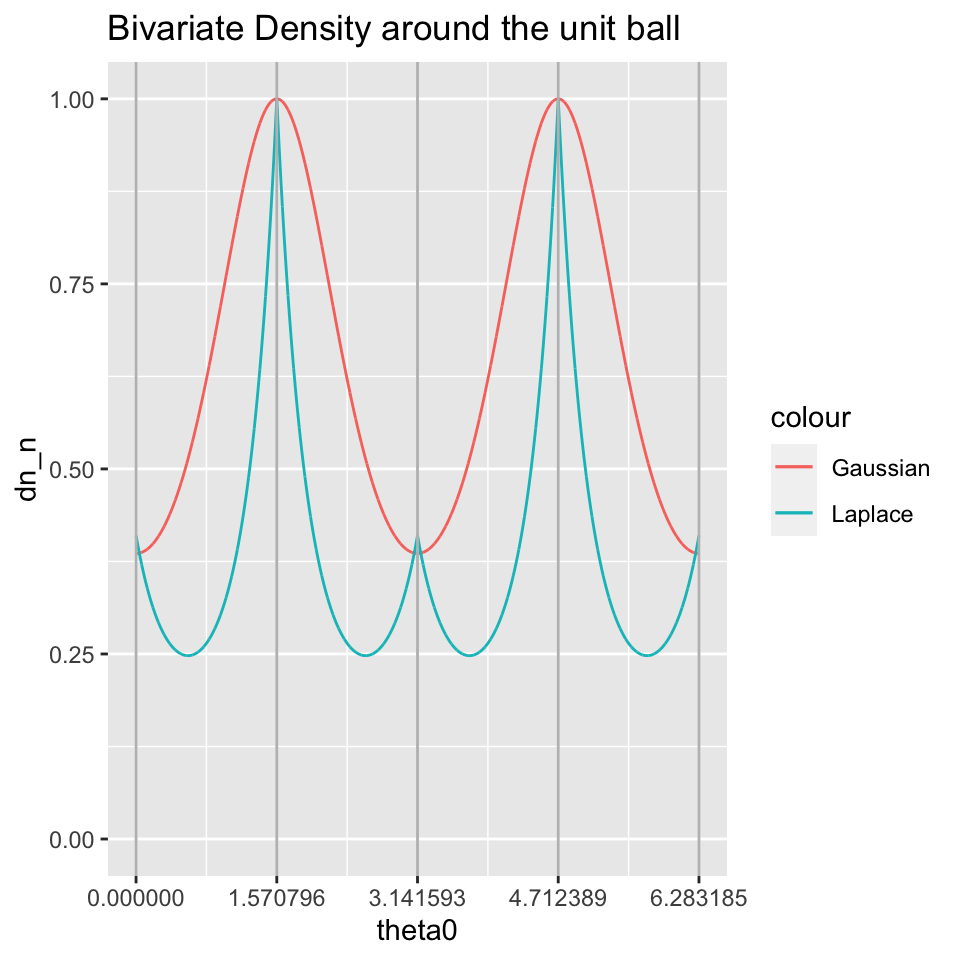 Bivariate Density around the unit ball
1.00
0.75
0.50
0.25
0.00
dn_n
0.000000 1.570796 3.141593 4.712389 6.283185
theta0
colour
Gaussian
Laplace